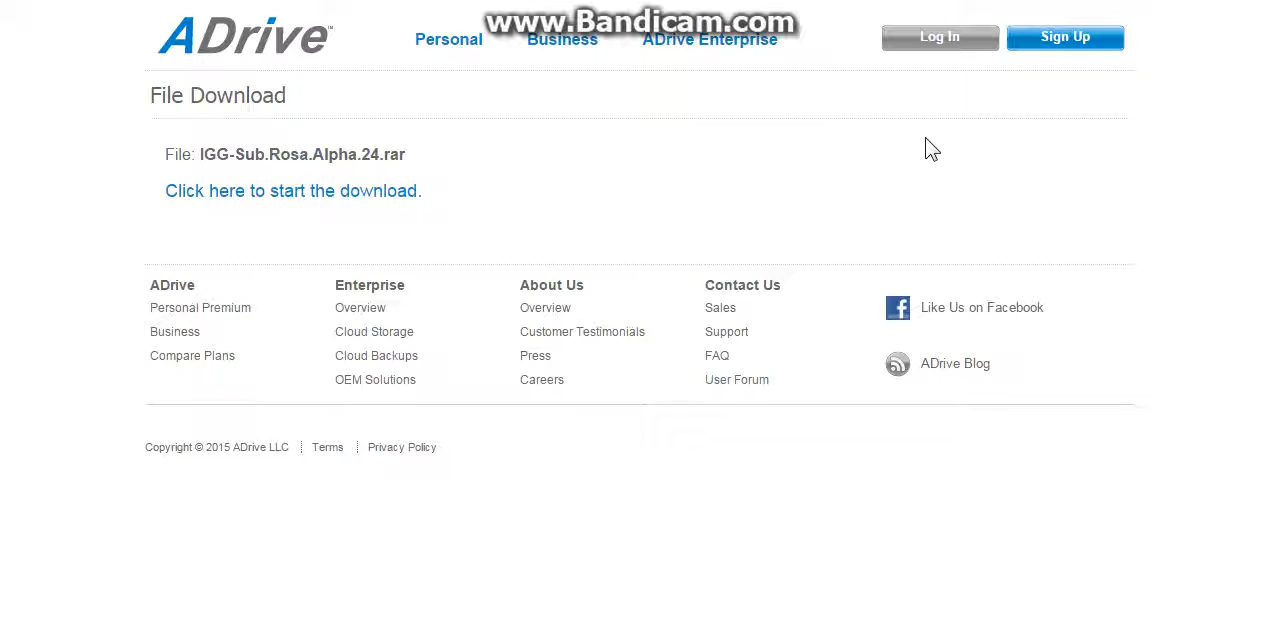 www.Bandicam.com
ADrive™
Personal Business ADrive Enterprise
Log In Sign Up
File Download
File: IGG-Sub.Rosa.Alpha.24.rar
Click here to start the download.
ADrive
Personal Premium
Business
Compare Plans
Enterprise
Overview
Cloud Storage
Cloud Backups
OEM Solutions
About Us
Overview
Customer Testimonials
Press
Careers
Contact Us
Sales
Support
FAQ
User Forum
Like Us on Facebook
ADrive Blog
Copyright © 2015 ADrive LLC Terms Privacy Policy